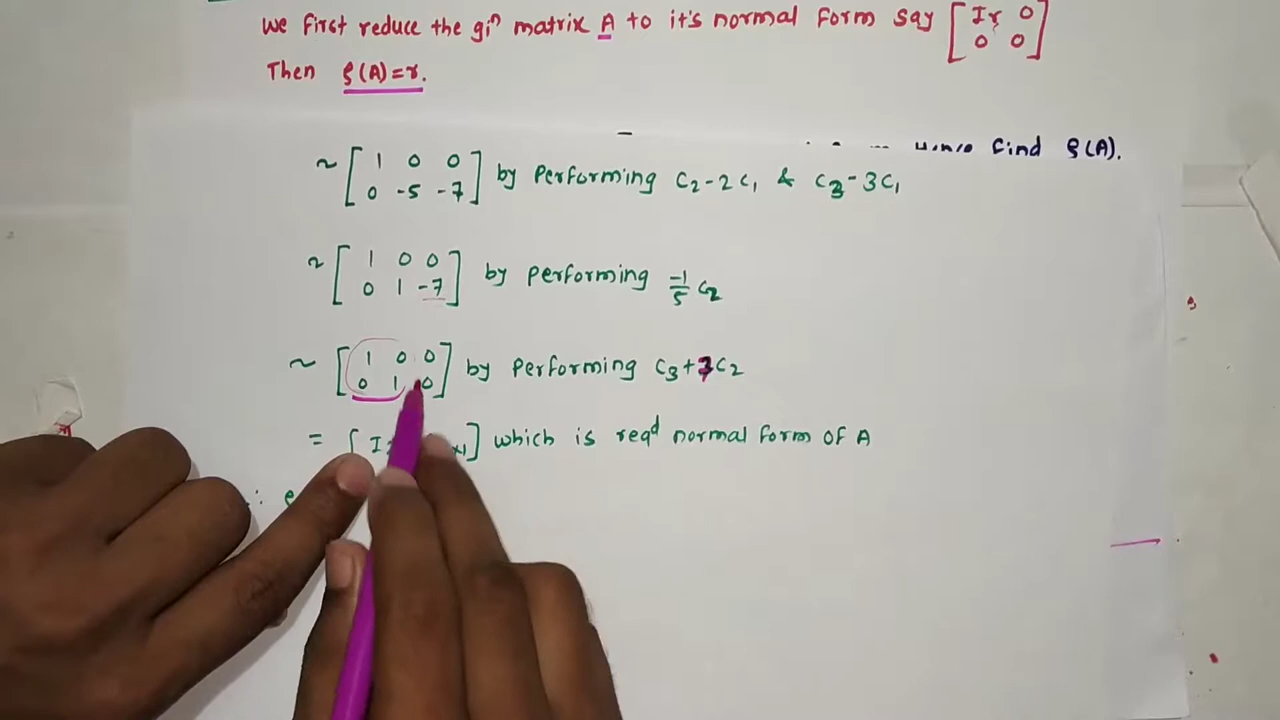 We first reduce the giⁿ matrix A to it's normal form say [Ir 0
0 0]
Then ρ(A)=r.
Hence find ρ(A).
~ [1 0 0
0 -5 -7] by performing C₂-2C₁ & C₃-3C₁
~ [1 0 0
0 1 -7] by performing -1/5 C₂
~ [1 0 0
0 1 0] by performing C₃+7C₂
= [I x1] which is reqᵈ normal form of A
∴ ρ